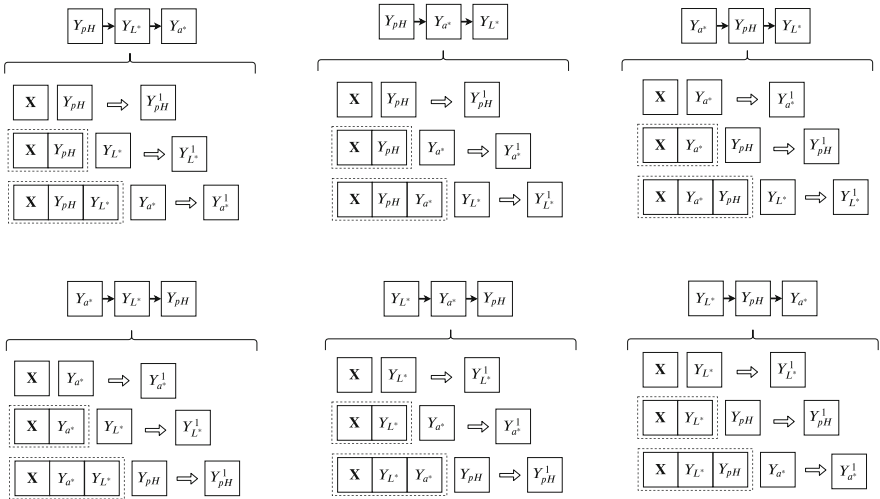 Y_{pH} → Y_{L*} → Y_{a*}
X Y_{pH} ⇒ Y_{pH}^1
X Y_{pH} Y_{L*} ⇒ Y_{L*}^1
X Y_{pH} Y_{L*} Y_{a*} ⇒ Y_{a*}^1
Y_{pH} → Y_{a*} → Y_{L*}
X Y_{pH} ⇒ Y_{pH}^1
X Y_{pH} Y_{a*} ⇒ Y_{a*}^1
X Y_{pH} Y_{a*} Y_{L*} ⇒ Y_{L*}^1
Y_{a*} → Y_{pH} → Y_{L*}
X Y_{a*} ⇒ Y_{a*}^1
X Y_{a*} Y_{pH} ⇒ Y_{pH}^1
X Y_{a*} Y_{pH} Y_{L*} ⇒ Y_{L*}^1
Y_{a*} → Y_{L*} → Y_{pH}
X Y_{a*} ⇒ Y_{a*}^1
X Y_{a*} Y_{L*} ⇒ Y_{L*}^1
X Y_{a*} Y_{L*} Y_{pH} ⇒ Y_{pH}^1
Y_{L*} → Y_{a*} → Y_{pH}
X Y_{L*} ⇒ Y_{L*}^1
X Y_{L*} Y_{a*} ⇒ Y_{a*}^1
X Y_{L*} Y_{a*} Y_{pH} ⇒ Y_{pH}^1
Y_{L*} → Y_{pH} → Y_{a*}
X Y_{L*} ⇒ Y_{L*}^1
X Y_{L*} Y_{pH} ⇒ Y_{pH}^1
X Y_{L*} Y_{pH} Y_{a*} ⇒ Y_{a*}^1